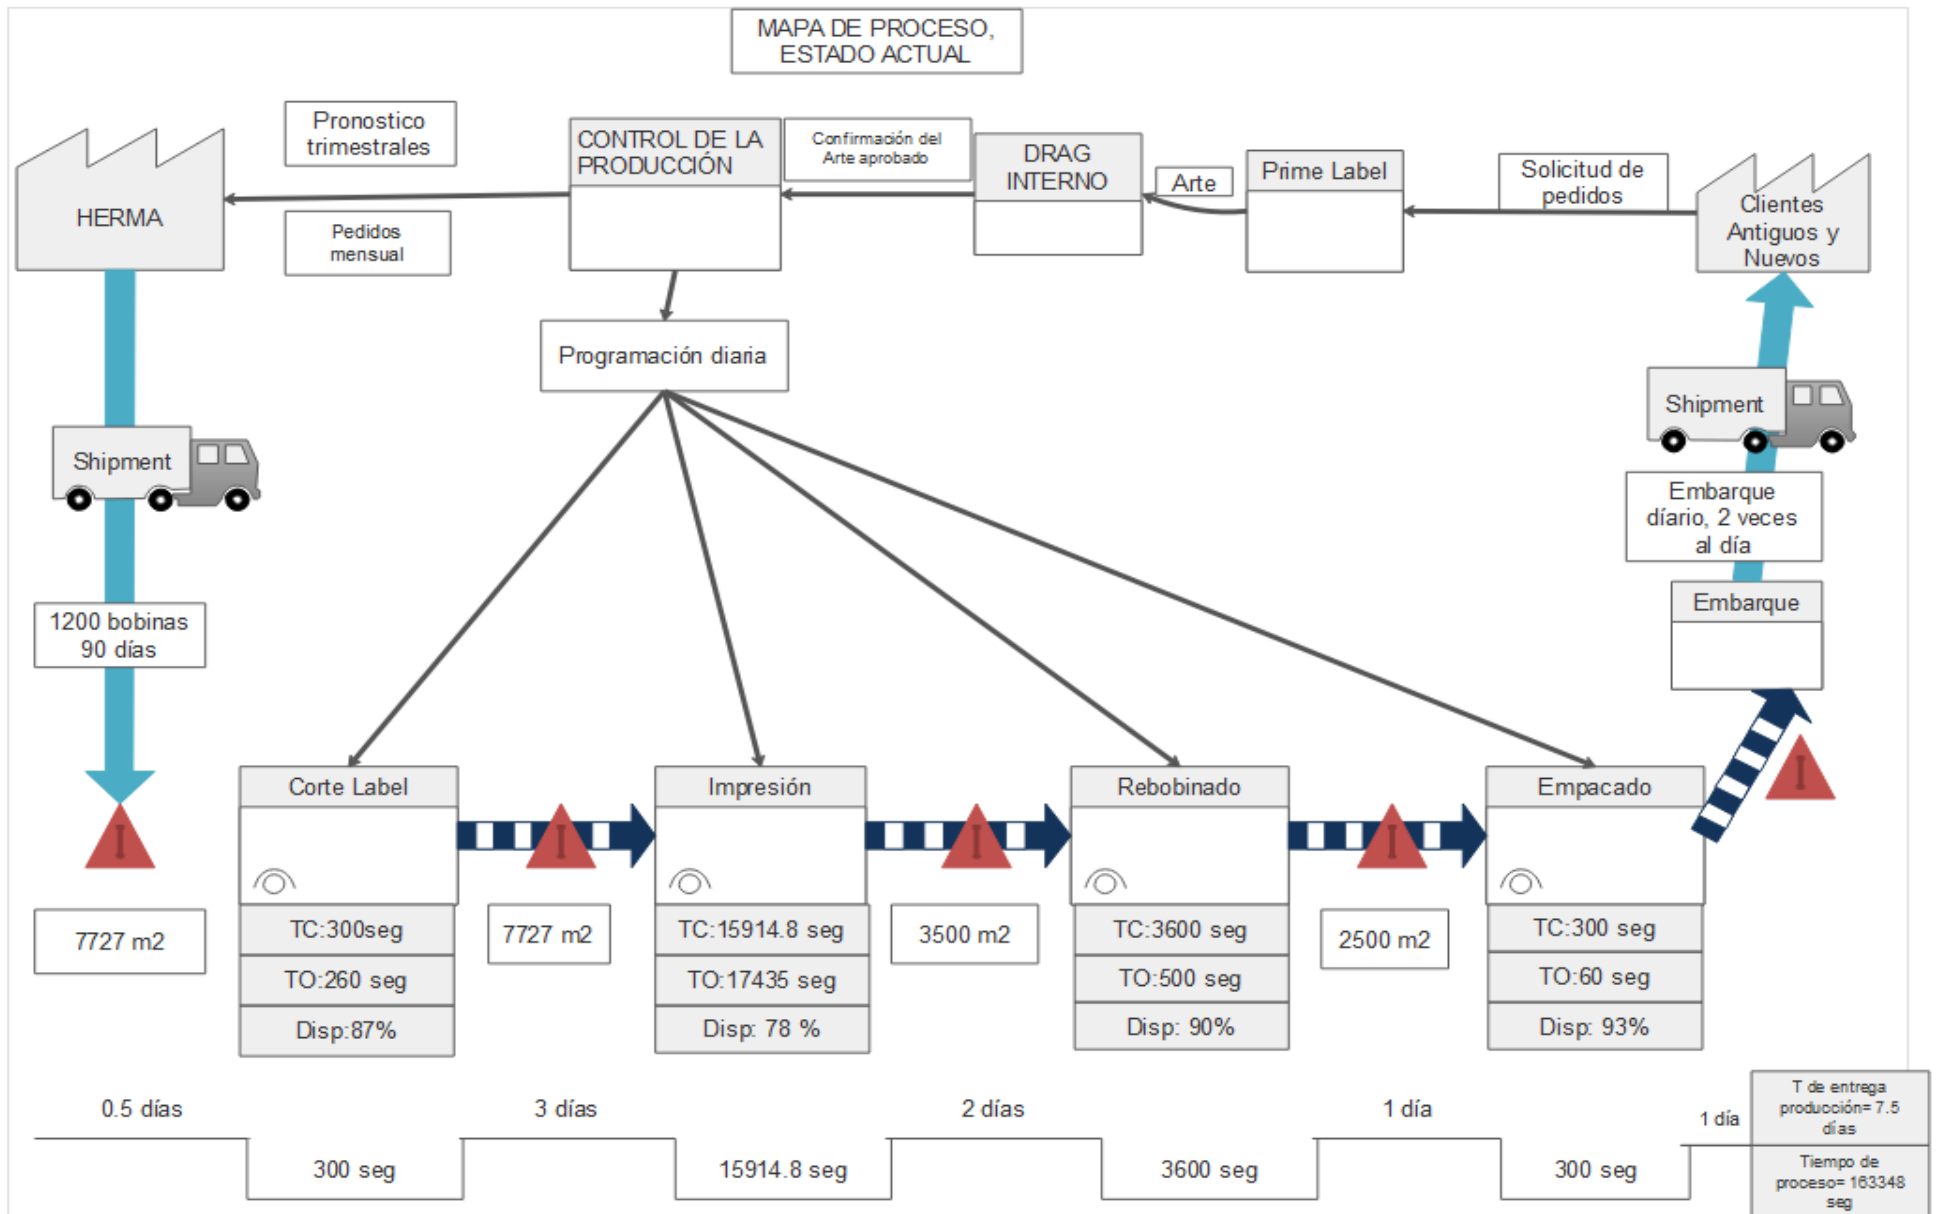 MAPA DE PROCESO,
ESTADO ACTUAL
Pronostico
trimestrales
CONTROL DE LA
PRODUCCIÓN
Confirmación del
Arte aprobado
DRAG
INTERNO
Arte
Prime Label
Solicitud de
pedidos
Clientes
Antiguos y
Nuevos
HERMA
Pedidos
mensual
Programación diaria
Shipment
Shipment
Embarque
díario, 2 veces
al día
Embarque
1200 bobinas
90 días
Corte Label
Impresión
Rebobinado
Empacado
I
I
I
I
I
7727 m2
TC:300seg
TO:260 seg
Disp:87%
7727 m2
TC:15914.8 seg
TO:17435 seg
Disp: 78 %
3500 m2
TC:3600 seg
TO:500 seg
Disp: 90%
2500 m2
TC:300 seg
TO:60 seg
Disp: 93%
0.5 días
3 días
2 días
1 día
1 día
300 seg
15914.8 seg
3600 seg
300 seg
T de entrega
producción= 7.5
días
Tiempo de
proceso= 163348
seg